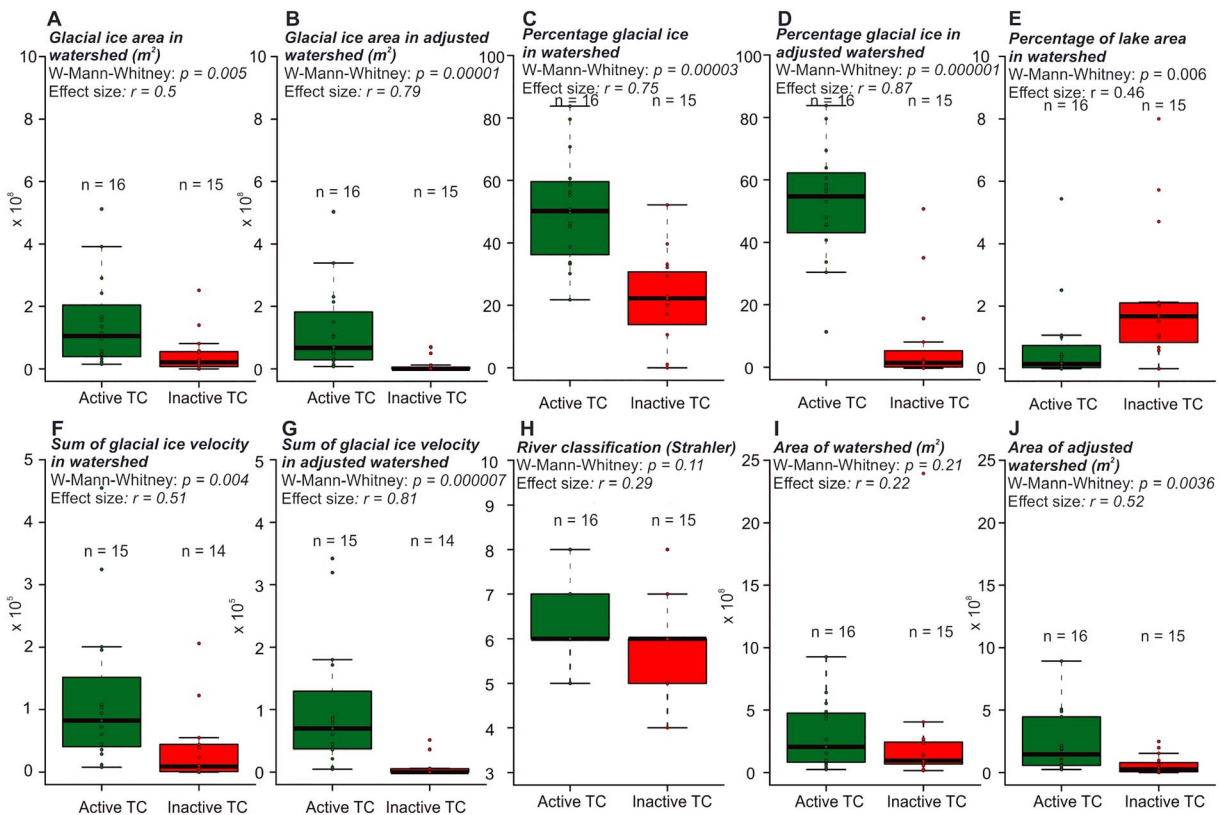 A
Glacial ice area in
watershed (m²)
W-Mann-Whitney: p = 0.005
Effect size: r = 0.5
n = 16
n = 15
x 10⁸
10
8
6
4
2
0
Active TC
Inactive TC
B
Glacial ice area in adjusted
watershed (m²)
W-Mann-Whitney: p = 0.00001
Effect size: r = 0.79
n = 16
n = 15
x 10⁸
10
8
6
4
2
0
Active TC
Inactive TC
C
Percentage glacial ice
in watershed
W-Mann-Whitney: p = 0.00003
Effect size: r = 0.75
n = 16
n = 15
100
80
60
40
20
0
Active TC
Inactive TC
D
Percentage glacial ice in
adjusted watershed
W-Mann-Whitney: p = 0.000001
Effect size: r = 0.87
n = 16
n = 15
100
80
60
40
20
0
Active TC
Inactive TC
E
Percentage of lake area
in watershed
W-Mann-Whitney: p = 0.006
Effect size: r = 0.46
n = 16
n = 15
10
8
6
4
2
0
Active TC
Inactive TC
F
Sum of glacial ice velocity
in watershed
W-Mann-Whitney: p = 0.004
Effect size: r = 0.51
n = 15
n = 14
x 10⁵
5
4
3
2
1
0
Active TC
Inactive TC
G
Sum of glacial ice velocity
in adjusted watershed
W-Mann-Whitney: p = 0.000007
Effect size: r = 0.81
n = 15
n = 14
x 10⁵
5
4
3
2
1
0
Active TC
Inactive TC
H
River classification (Strahler)
W-Mann-Whitney: p = 0.11
Effect size: r = 0.29
n = 16
n = 15
10
9
8
7
6
5
4
3
Active TC
Inactive TC
I
Area of watershed (m²)
W-Mann-Whitney: p = 0.21
Effect size: r = 0.22
n = 16
n = 15
x 10⁸
25
20
15
10
5
0
Active TC
Inactive TC
J
Area of adjusted
watershed (m²)
W-Mann-Whitney: p = 0.0036
Effect size: r = 0.52
n = 16
n = 15
x 10⁸
25
20
15
10
5
0
Active TC
Inactive TC